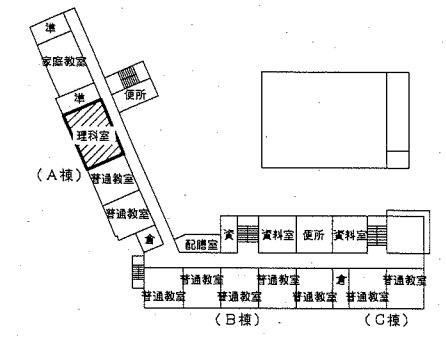 準
家庭教室
準
便所
理科室
(A棟)
普通教室
普通教室
倉
配膳室
資
資料室
便所
資料室
普通教室
普通教室
倉
普通教室
普通教室
普通教室
普通教室
普通教室
普通教室
(B棟)
(C棟)